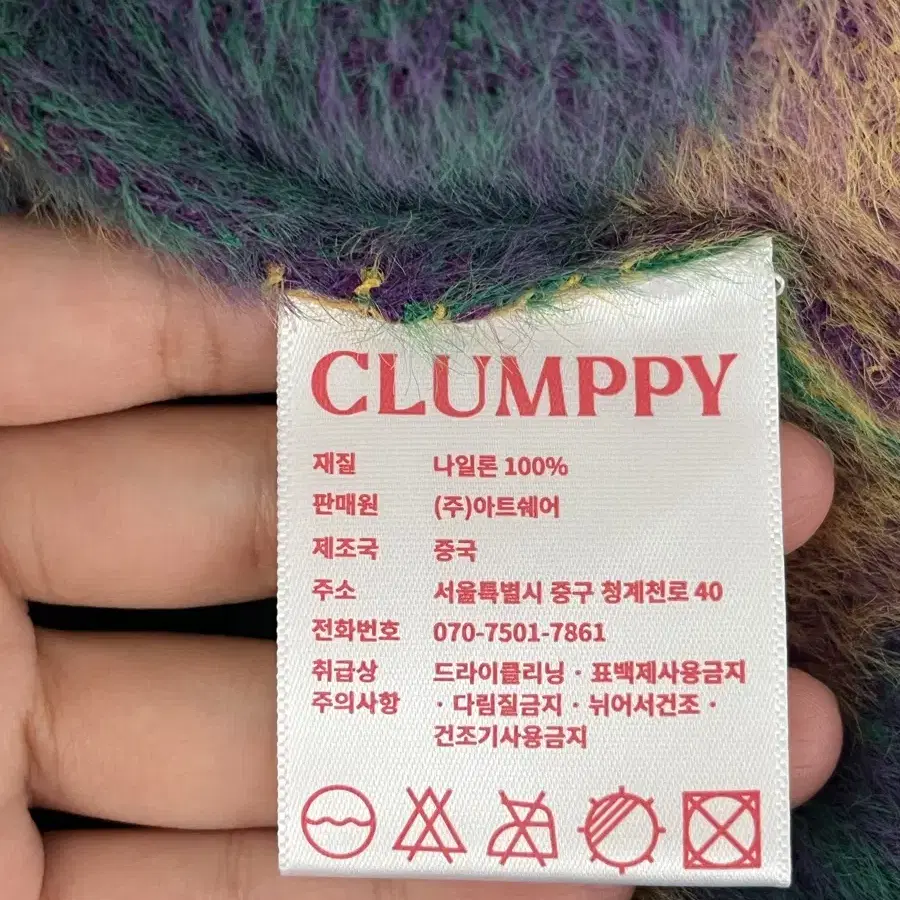 CLUMPPY
재질 나일론 100%
판매원 (주)아트쉐어
제조국 중국
주소 서울특별시 중구 청계천로 40
전화번호 070-7501-7861
취급상 드라이클리닝 · 표백제사용금지
주의사항 · 다림질금지 · 뉘어서건조 ·
건조기사용금지